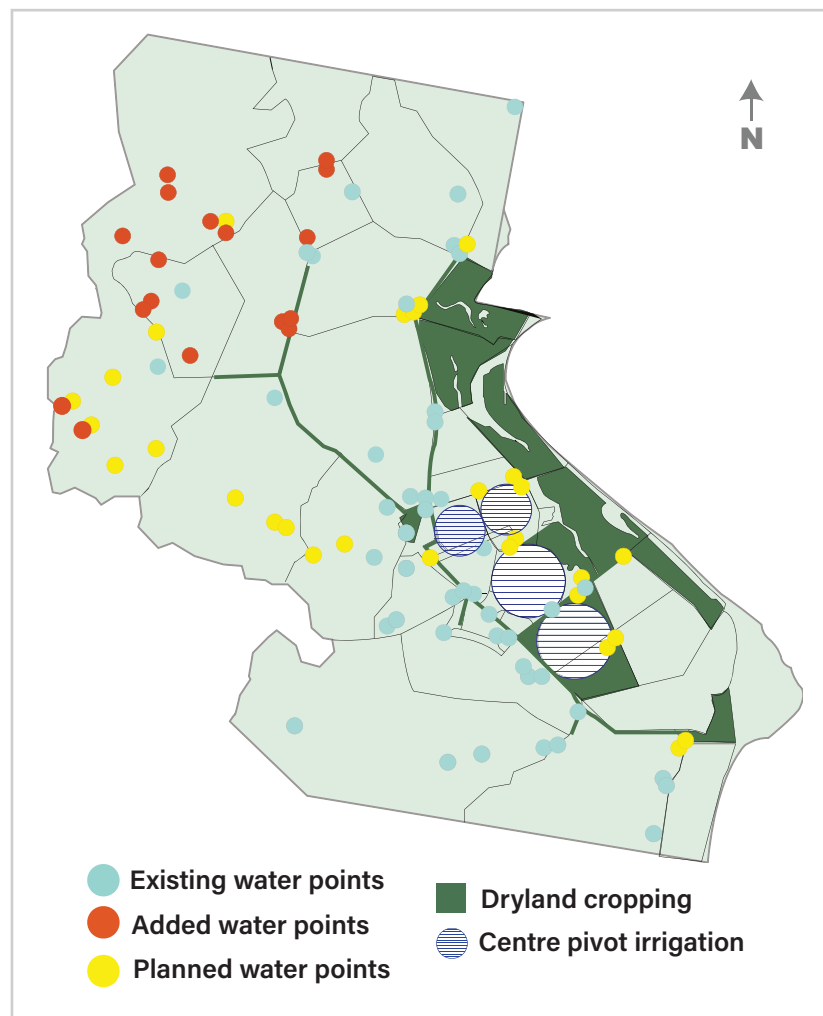 N
Existing water points
Added water points
Planned water points
Dryland cropping
Centre pivot irrigation